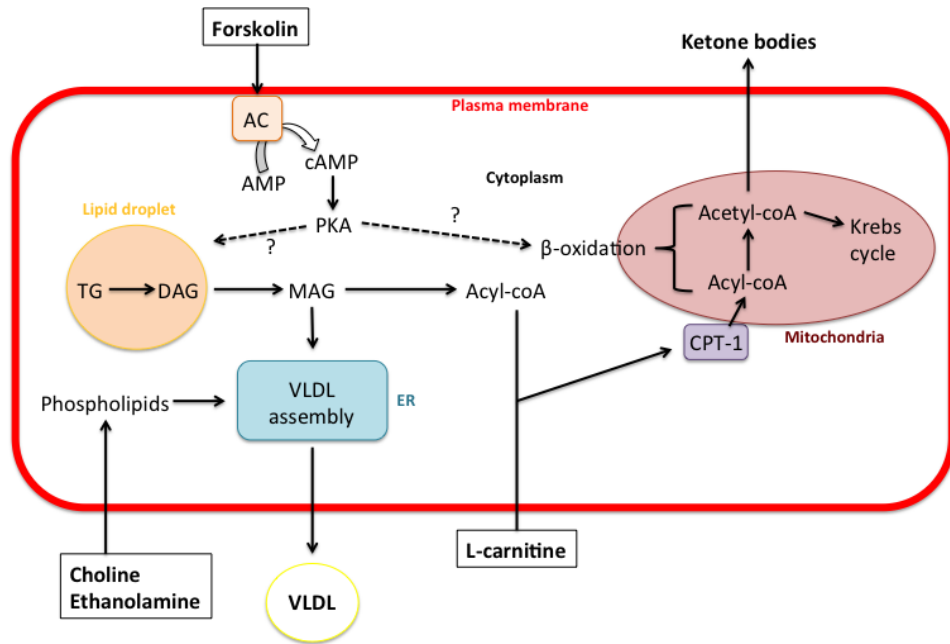 Forskolin
Ketone bodies
Plasma membrane
AC
cAMP
AMP
Cytoplasm
Lipid droplet
PKA
?
?
β-oxidation
Acetyl-coA
Krebs
cycle
TG
DAG
MAG
Acyl-coA
Acyl-coA
CPT-1
Mitochondria
VLDL
assembly
ER
Phospholipids
L-carnitine
Choline
Ethanolamine
VLDL